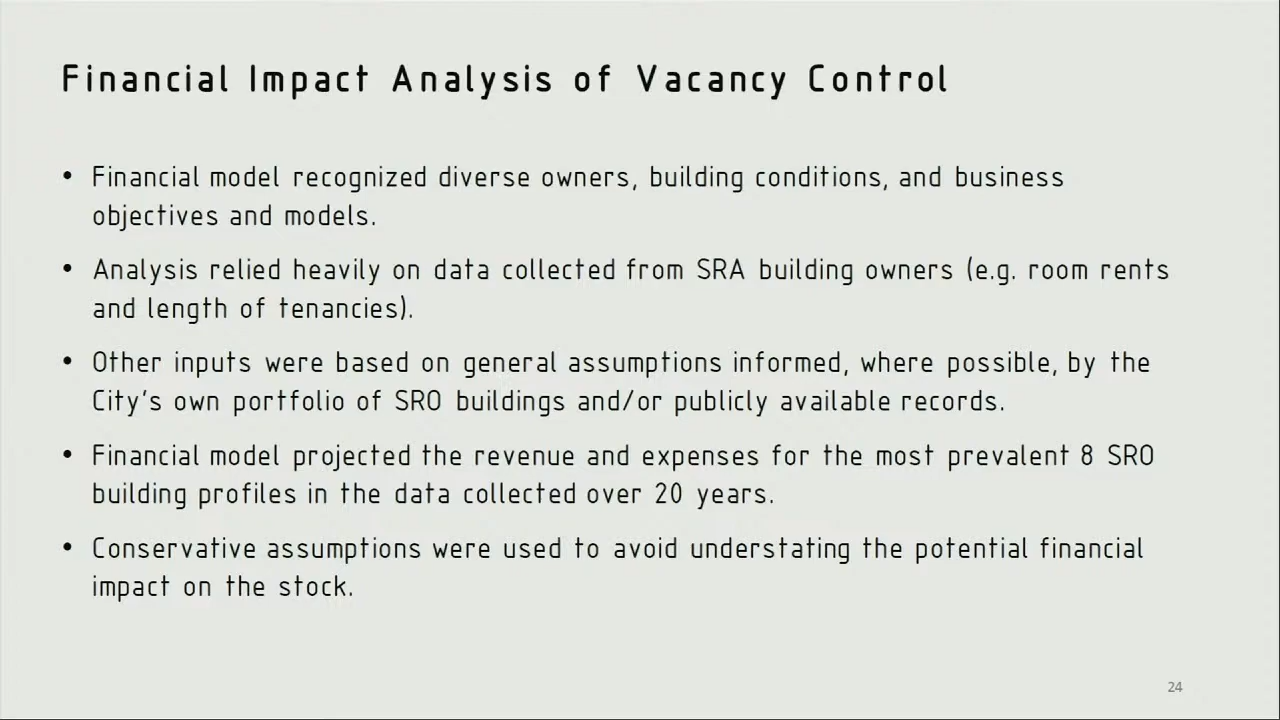 Financial Impact Analysis of Vacancy Control
• Financial model recognized diverse owners, building conditions, and business
objectives and models.
• Analysis relied heavily on data collected from SRA building owners (e.g. room rents
and length of tenancies).
• Other inputs were based on general assumptions informed, where possible, by the
City's own portfolio of SRO buildings and/or publicly available records.
• Financial model projected the revenue and expenses for the most prevalent 8 SRO
building profiles in the data collected over 20 years.
• Conservative assumptions were used to avoid understating the potential financial
impact on the stock.
24